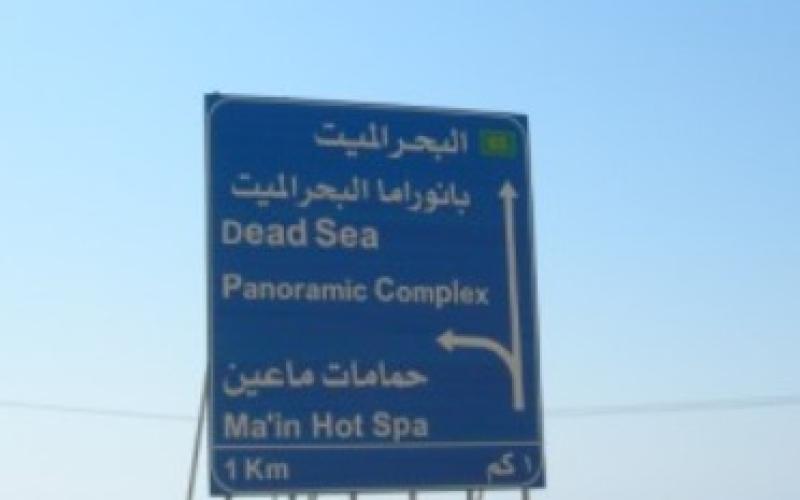 البحر الميت
بانوراما البحر الميت
Dead Sea
Panoramic Complex
حمامات ماعين
Ma'in Hot Spa
1 Km ١ كم